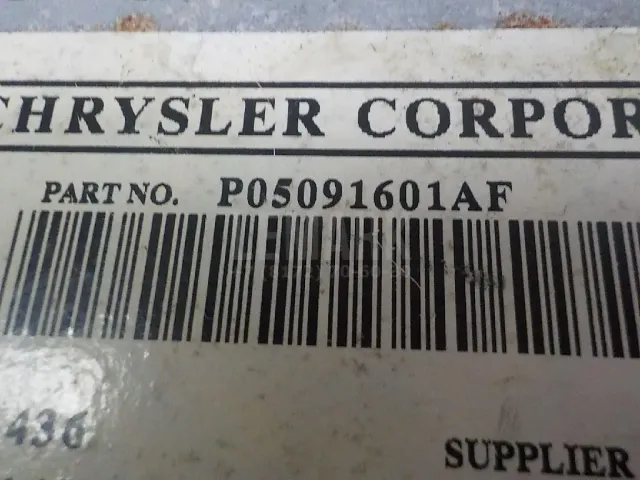 CHRYSLER CORPOR
PART NO. P05091601AF
436
SUPPLIER